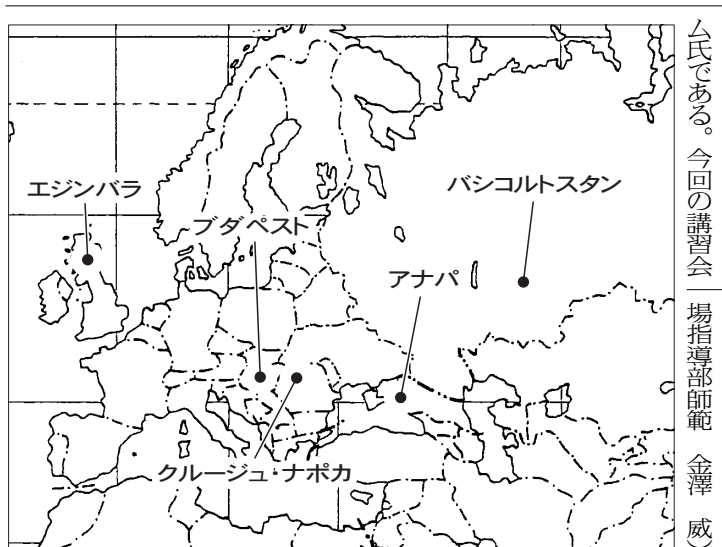 ム氏である。今回の講習会
場指導部師範 金澤 威）
エジンバラ
ブダペスト
バシコルトスタン
アナパ
クルージュ・ナポカ